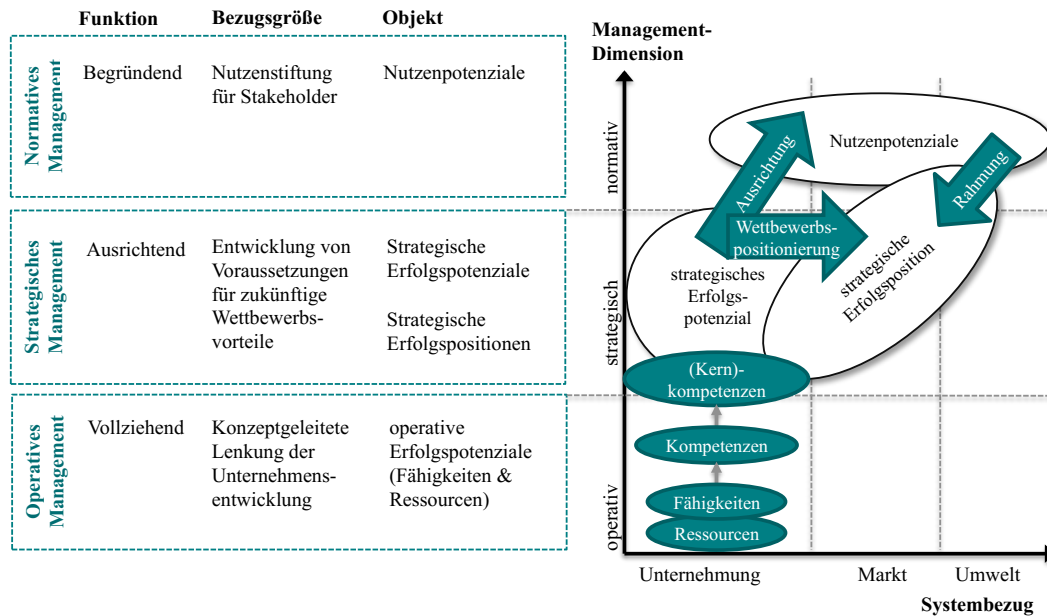 Funktion
Bezugsgröße
Objekt
Normatives
Management
Begründend
Nutzenstiftung
für Stakeholder
Nutzenpotenziale
Strategisches
Management
Ausrichtend
Entwicklung von
Voraussetzungen
für zukünftige
Wettbewerbs-
vorteile
Strategische
Erfolgspotenziale
Strategische
Erfolgspositionen
Operatives
Management
Vollziehend
Konzeptgeleitete
Lenkung der
Unternehmens-
entwicklung
operative
Erfolgspotenziale
(Fähigkeiten &
Ressourcen)
Management-
Dimension
normativ
strategisch
operativ
Nutzenpotenziale
Ausrichtung
Rahmung
Wettbewerbs-
positionierung
strategisches
Erfolgs-
potenzial
strategische
Erfolgsposition
(Kern)-
kompetenzen
Kompetenzen
Fähigkeiten
Ressourcen
Unternehmung
Markt
Umwelt
Systembezug